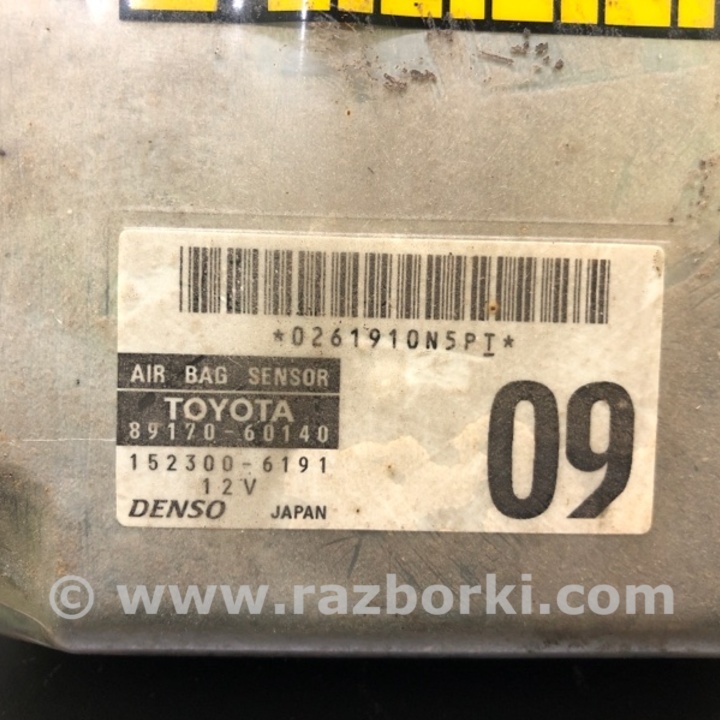 *0261910N5PI*
AIR BAG SENSOR
TOYOTA
89170-60140
152300-6191
12V
DENSO JAPAN
09
© www.razborki.com